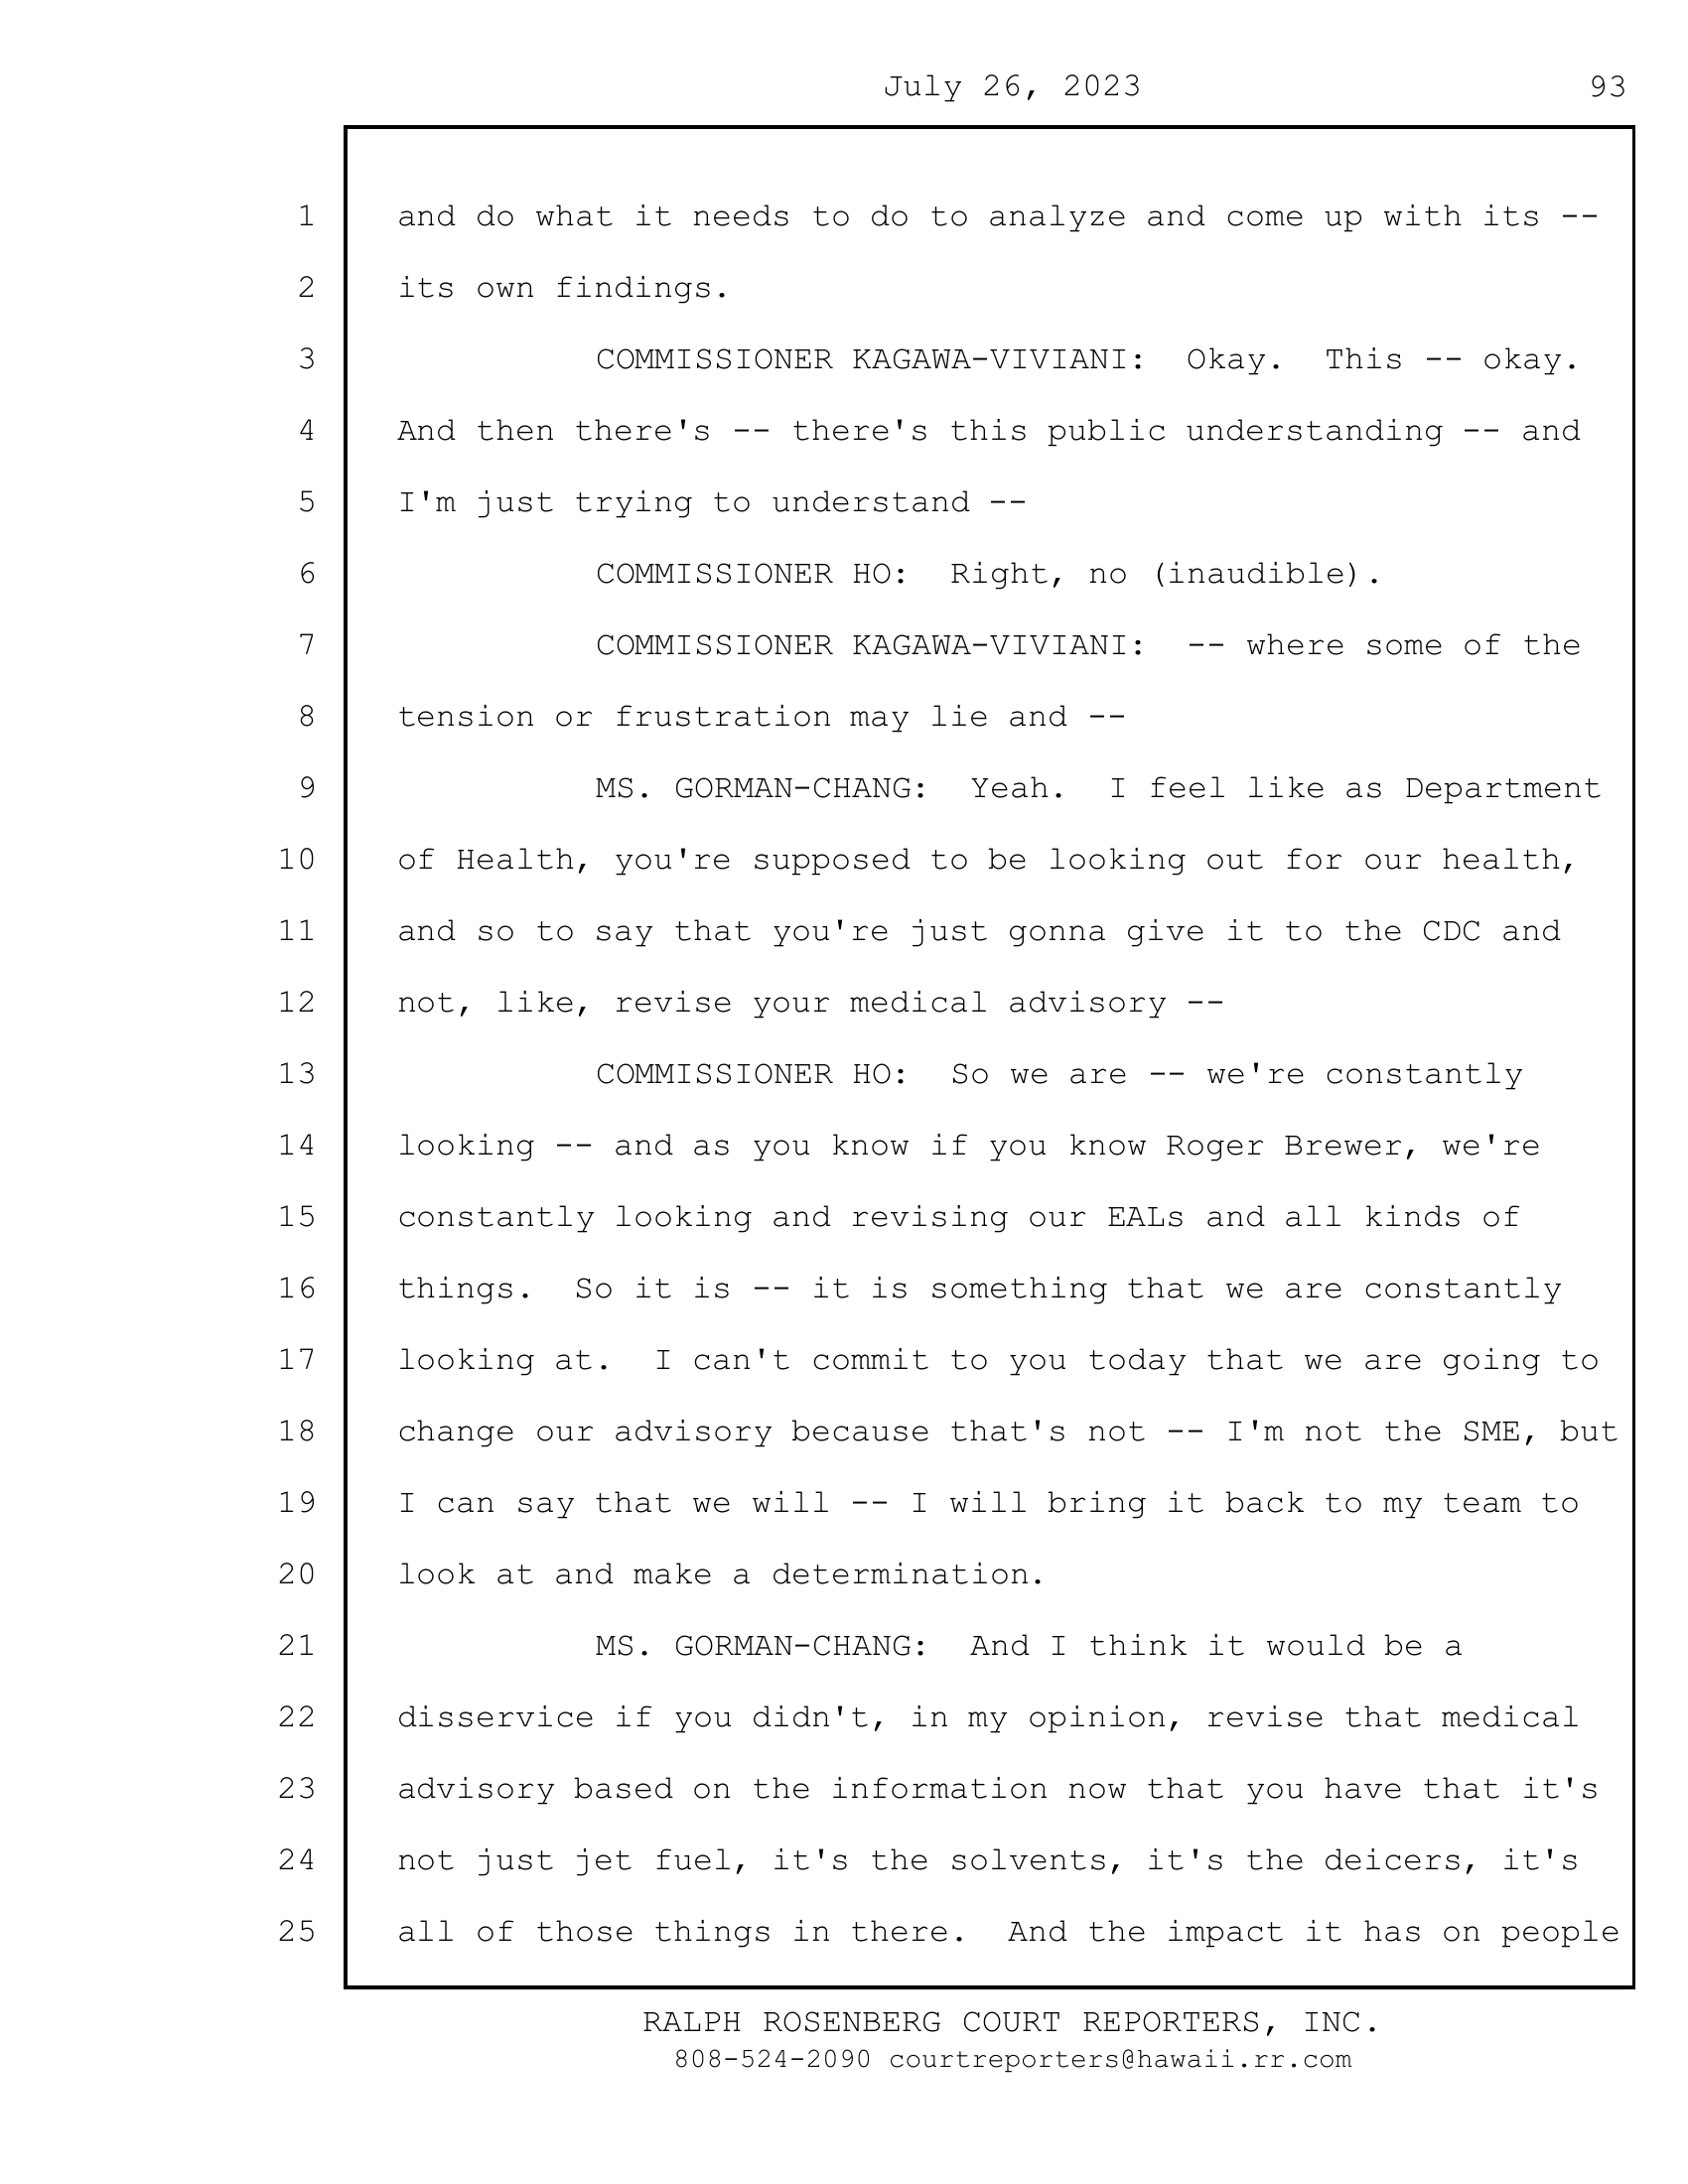 July 26, 2023 93
1 and do what it needs to do to analyze and come up with its --
2 its own findings.
3 COMMISSIONER KAGAWA-VIVIANI: Okay. This -- okay.
4 And then there's -- there's this public understanding -- and
5 I'm just trying to understand --
6 COMMISSIONER HO: Right, no (inaudible).
7 COMMISSIONER KAGAWA-VIVIANI: -- where some of the
8 tension or frustration may lie and --
9 MS. GORMAN-CHANG: Yeah. I feel like as Department
10 of Health, you're supposed to be looking out for our health,
11 and so to say that you're just gonna give it to the CDC and
12 not, like, revise your medical advisory --
13 COMMISSIONER HO: So we are -- we're constantly
14 looking -- and as you know if you know Roger Brewer, we're
15 constantly looking and revising our EALs and all kinds of
16 things. So it is -- it is something that we are constantly
17 looking at. I can't commit to you today that we are going to
18 change our advisory because that's not -- I'm not the SME, but
19 I can say that we will -- I will bring it back to my team to
20 look at and make a determination.
21 MS. GORMAN-CHANG: And I think it would be a
22 disservice if you didn't, in my opinion, revise that medical
23 advisory based on the information now that you have that it's
24 not just jet fuel, it's the solvents, it's the deicers, it's
25 all of those things in there. And the impact it has on people
RALPH ROSENBERG COURT REPORTERS, INC.
808-524-2090 courtreporters@hawaii.rr.com